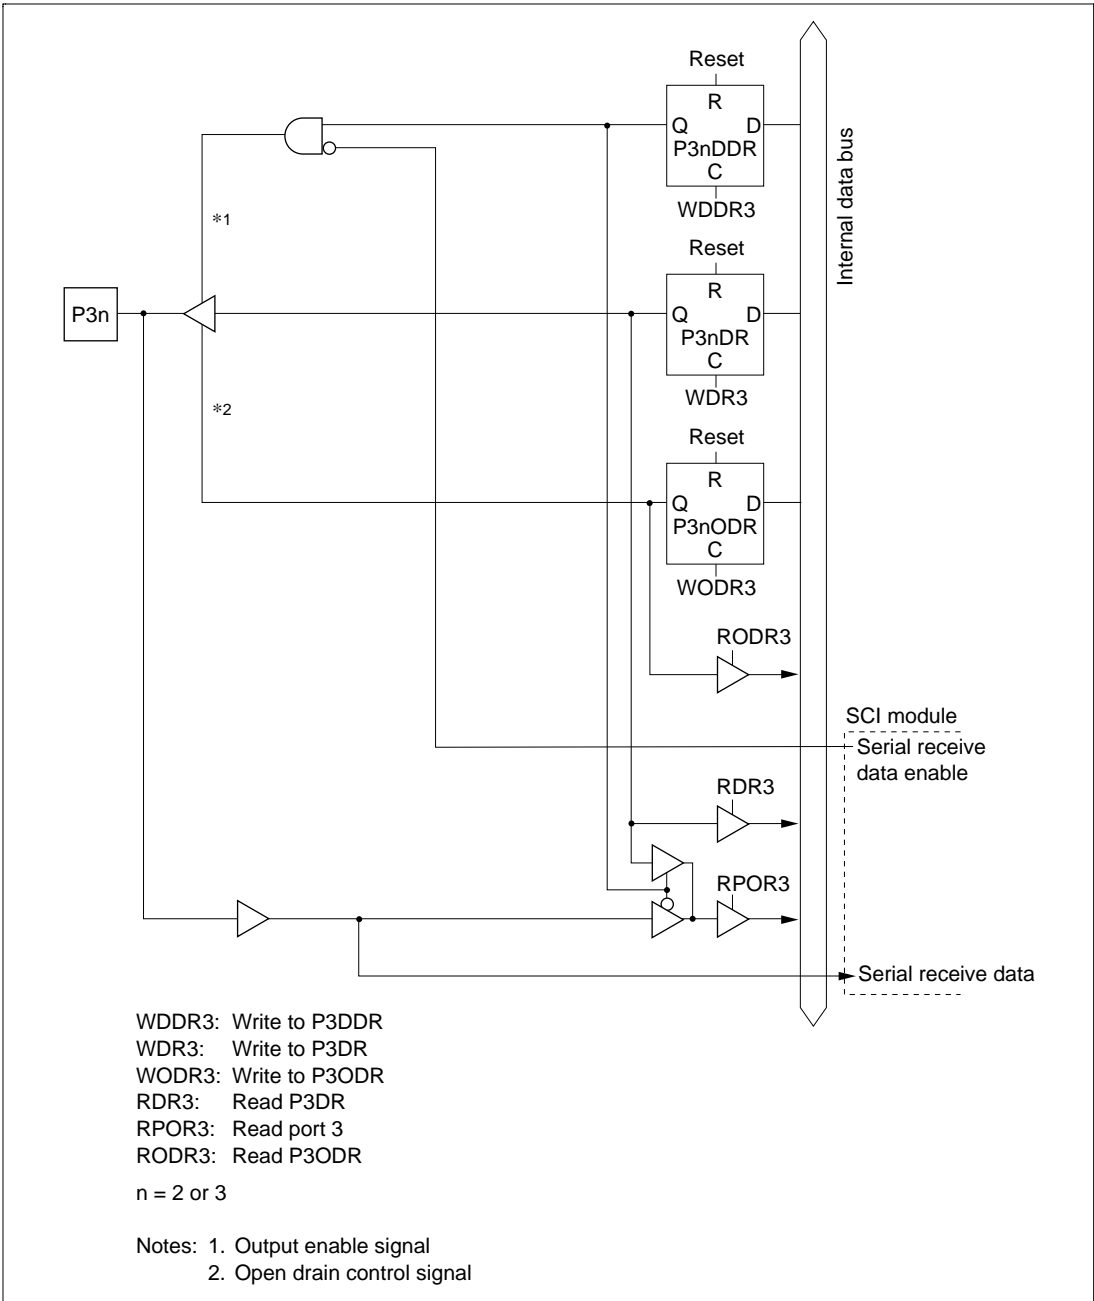 Reset
R
Q D
P3nDDR
C
WDDR3
Internal data bus
*1
Reset
R
P3n
Q D
P3nDR
C
WDR3
*2
Reset
R
Q D
P3nODR
C
WODR3
RODR3
SCI module
Serial receive
data enable
RDR3
RPOR3
Serial receive data
WDDR3: Write to P3DDR
WDR3: Write to P3DR
WODR3: Write to P3ODR
RDR3: Read P3DR
RPOR3: Read port 3
RODR3: Read P3ODR
n = 2 or 3
Notes: 1. Output enable signal
2. Open drain control signal